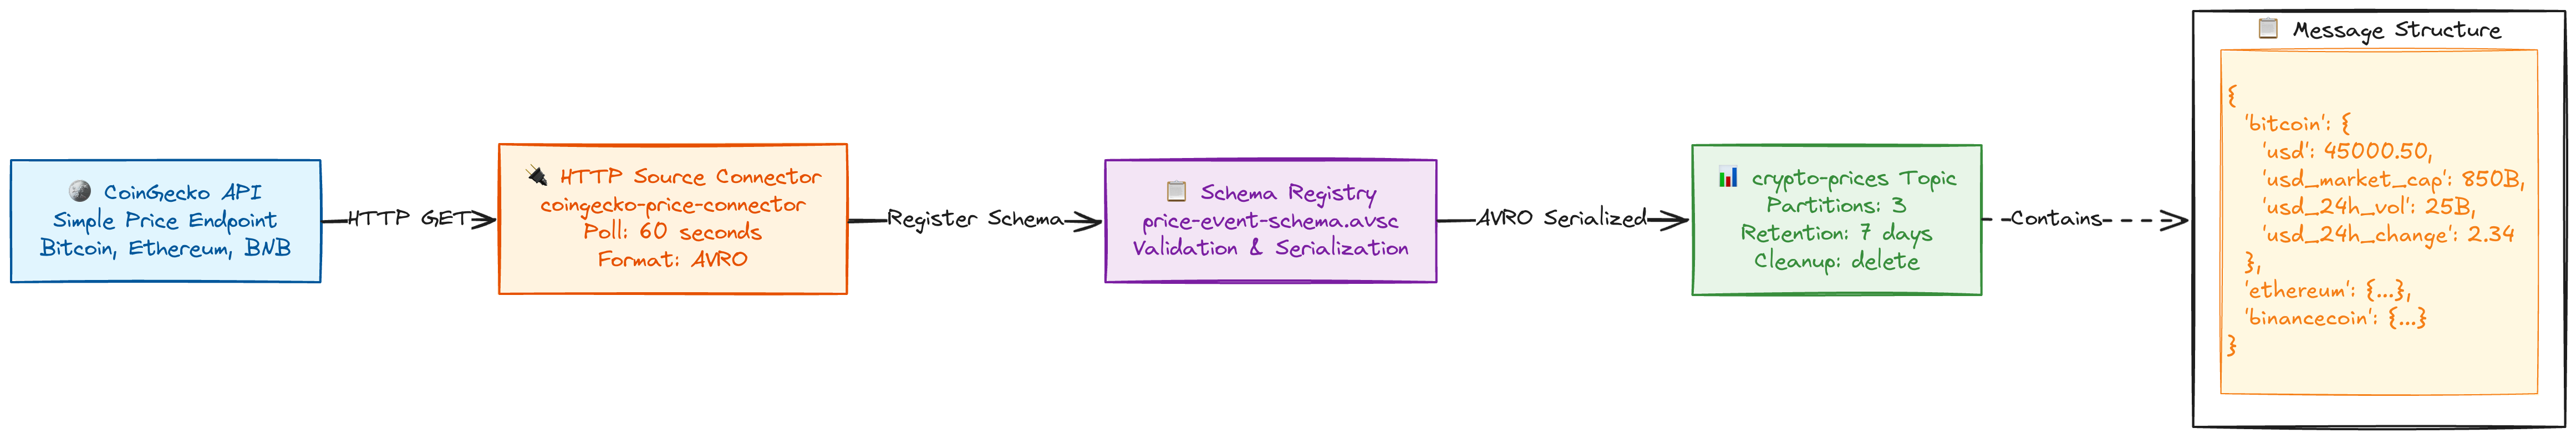 CoinGecko API
Simple Price Endpoint
Bitcoin, Ethereum, BNB
HTTP GET
HTTP Source Connector
coingecko-price-connector
Poll: 60 seconds
Format: AVRO
Register Schema
Schema Registry
price-event-schema.avsc
Validation & Serialization
AVRO Serialized
crypto-prices Topic
Partitions: 3
Retention: 7 days
Cleanup: delete
Contains
Message Structure
{
'bitcoin': {
'usd': 45000.50,
'usd_market_cap': 850B,
'usd_24h_vol': 25B,
'usd_24h_change': 2.34
},
'ethereum': {...},
'binancecoin': {...}
}